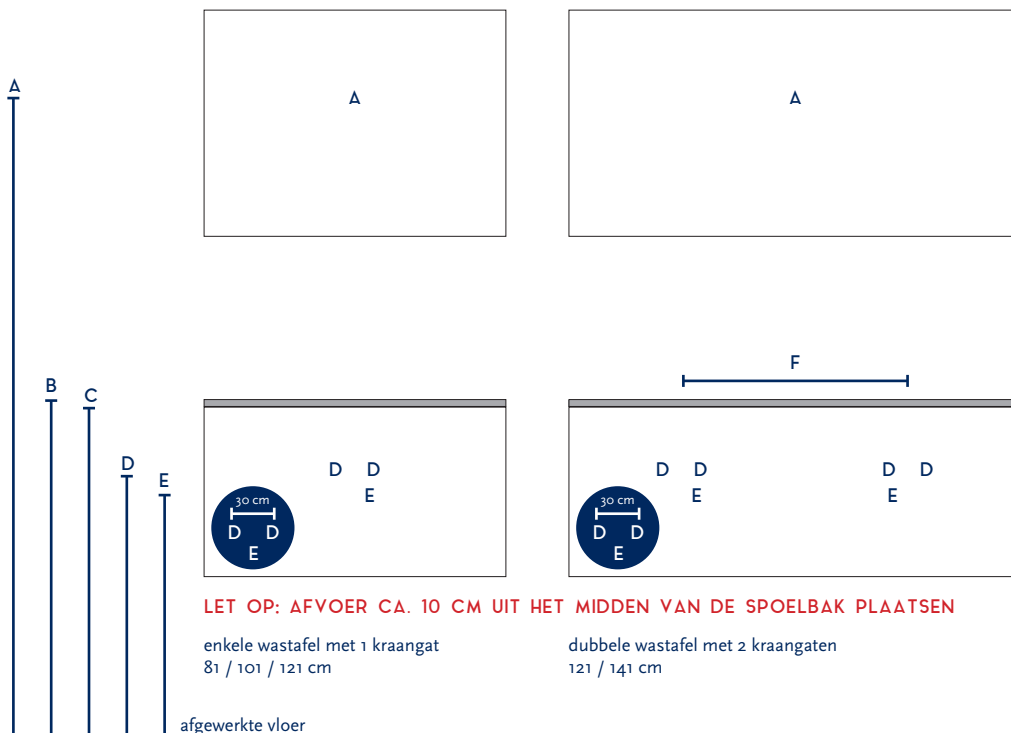 A
A
A
F
B
C
D
E
D D
E
D D
E
D D
E
30 cm
D D
E
30 cm
D D
E
LET OP: AFVOER CA. 10 CM UIT HET MIDDEN VAN DE SPOELBAK PLAATSEN
enkele wastafel met 1 kraangat
81 / 101 / 121 cm
dubbele wastafel met 2 kraangaten
121 / 141 cm
afgewerkte vloer